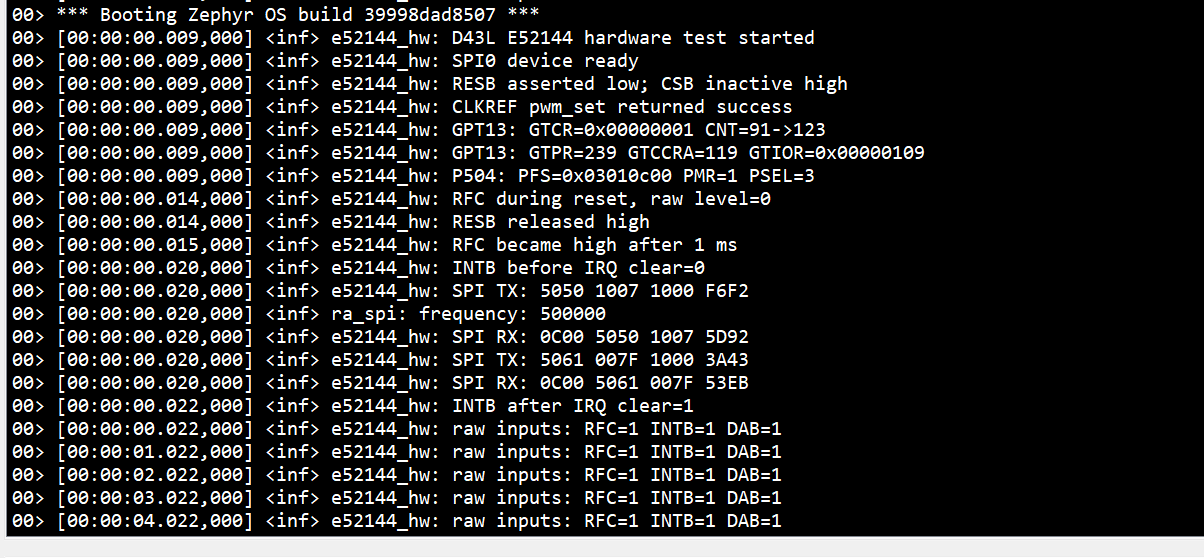 00> *** Booting Zephyr OS build 39998dad8507 ***
00> [00:00:00.009,000] <inf> e52144_hw: D43L E52144 hardware test started
00> [00:00:00.009,000] <inf> e52144_hw: SPI0 device ready
00> [00:00:00.009,000] <inf> e52144_hw: RESB asserted low; CSB inactive high
00> [00:00:00.009,000] <inf> e52144_hw: CLKREF pwm_set returned success
00> [00:00:00.009,000] <inf> e52144_hw: GPT13: GTCR=0x00000001 CNT=91->123
00> [00:00:00.009,000] <inf> e52144_hw: GPT13: GTPR=239 GTCCRA=119 GTIOR=0x00000109
00> [00:00:00.009,000] <inf> e52144_hw: P504: PFS=0x03010c00 PMR=1 PSEL=3
00> [00:00:00.014,000] <inf> e52144_hw: RFC during reset, raw level=0
00> [00:00:00.014,000] <inf> e52144_hw: RESB released high
00> [00:00:00.015,000] <inf> e52144_hw: RFC became high after 1 ms
00> [00:00:00.020,000] <inf> e52144_hw: INTB before IRQ clear=0
00> [00:00:00.020,000] <inf> e52144_hw: SPI TX: 5050 1007 1000 F6F2
00> [00:00:00.020,000] <inf> ra_spi: frequency: 500000
00> [00:00:00.020,000] <inf> e52144_hw: SPI RX: 0C00 5050 1007 5D92
00> [00:00:00.020,000] <inf> e52144_hw: SPI TX: 5061 007F 1000 3A43
00> [00:00:00.020,000] <inf> e52144_hw: SPI RX: 0C00 5061 007F 53EB
00> [00:00:00.022,000] <inf> e52144_hw: INTB after IRQ clear=1
00> [00:00:00.022,000] <inf> e52144_hw: raw inputs: RFC=1 INTB=1 DAB=1
00> [00:00:01.022,000] <inf> e52144_hw: raw inputs: RFC=1 INTB=1 DAB=1
00> [00:00:02.022,000] <inf> e52144_hw: raw inputs: RFC=1 INTB=1 DAB=1
00> [00:00:03.022,000] <inf> e52144_hw: raw inputs: RFC=1 INTB=1 DAB=1
00> [00:00:04.022,000] <inf> e52144_hw: raw inputs: RFC=1 INTB=1 DAB=1